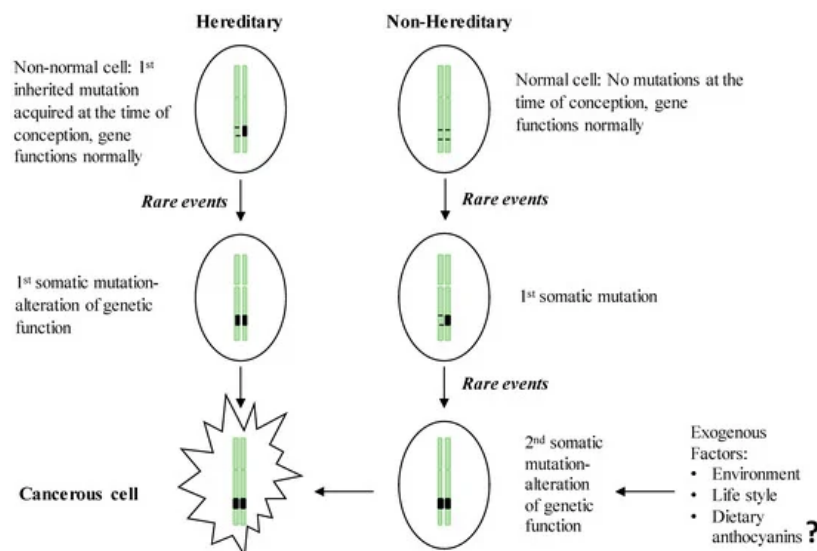 Hereditary
Non-Hereditary
Non-normal cell: 1st
inherited mutation
acquired at the time of
conception, gene
functions normally
Normal cell: No mutations at the
time of conception, gene
functions normally
Rare events
Rare events
1st somatic mutation-
alteration of genetic
function
1st somatic mutation
Rare events
Cancerous cell
2nd somatic
mutation-
alteration
of genetic
function
Exogenous
Factors:
• Environment
• Life style
• Dietary
anthocyanins ?